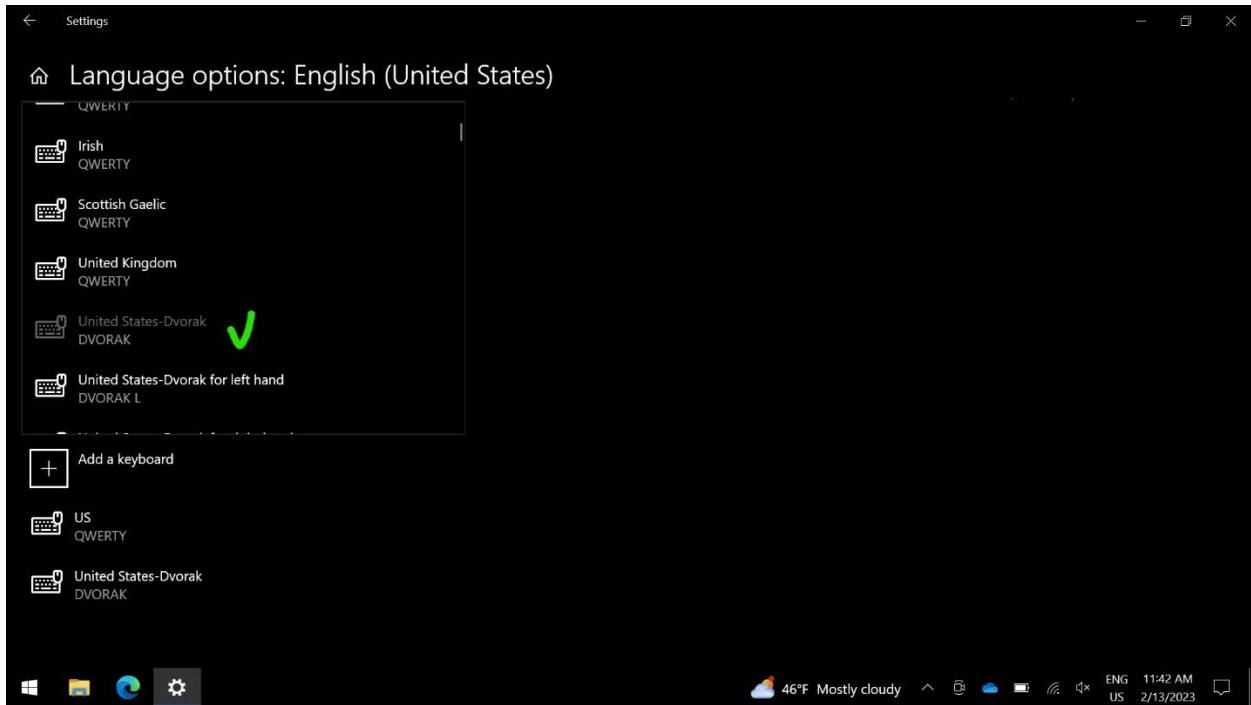 Settings
Language options: English (United States)
QWERTY
Irish
QWERTY
Scottish Gaelic
QWERTY
United Kingdom
QWERTY
United States-Dvorak
DVORAK
United States-Dvorak for left hand
DVORAK L
Add a keyboard
US
QWERTY
United States-Dvorak
DVORAK
46°F Mostly cloudy
ENG
US
11:42 AM
2/13/2023